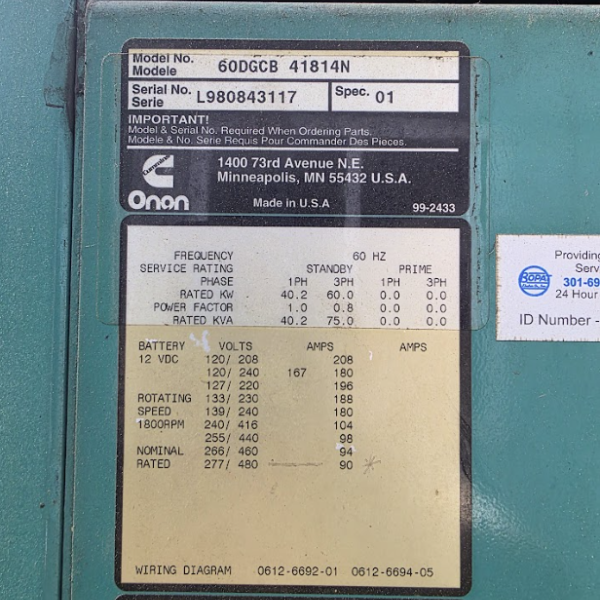 Model No. 60DGCB 41814N
Modele
Serial No. L980843117 Spec. 01
Serie
IMPORTANT!
Model & Serial No. Required When Ordering Parts.
Modele & No. Serie Requis Pour Commander Des Pieces.
Cummins
Onan
1400 73rd Avenue N.E.
Minneapolis, MN 55432 U.S.A.
Made in U.S.A
99-2433
FREQUENCY 60 HZ
SERVICE RATING STANDBY PRIME
PHASE 1PH 3PH 1PH 3PH
RATED KW 40.2 60.0 0.0 0.0
POWER FACTOR 1.0 0.8 0.0 0.0
RATED KVA 40.2 75.0 0.0 0.0
BATTERY VOLTS AMPS AMPS
12 VDC 120/ 208 208
120/ 240 167 180
127/ 220 196
ROTATING 133/ 230 188
SPEED 139/ 240 180
1800RPM 240/ 416 104
255/ 440 98
NOMINAL 266/ 460 94
RATED 277/ 480 90 *
WIRING DIAGRAM 0612-6692-01 0612-6694-05
Providing
Serv
301-69
24 Hour
ID Number -